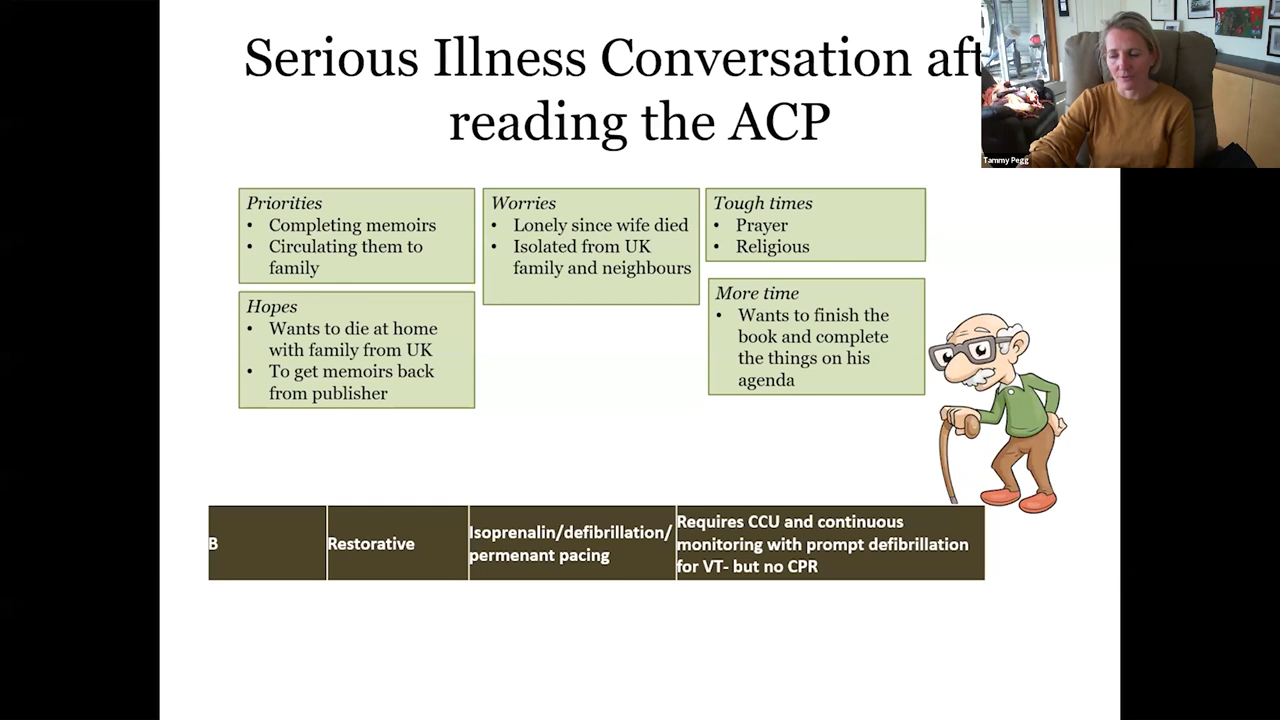 Serious Illness Conversation aft
reading the ACP
Tammy Pegg
Priorities
• Completing memoirs
• Circulating them to
family
Hopes
• Wants to die at home
with family from UK
• To get memoirs back
from publisher
Worries
• Lonely since wife died
• Isolated from UK
family and neighbours
Tough times
• Prayer
• Religious
More time
• Wants to finish the
book and complete
the things on his
agenda
B
Restorative
Isoprenalin/defibrillation/
permenant pacing
Requires CCU and continuous
monitoring with prompt defibrillation
for VT- but no CPR